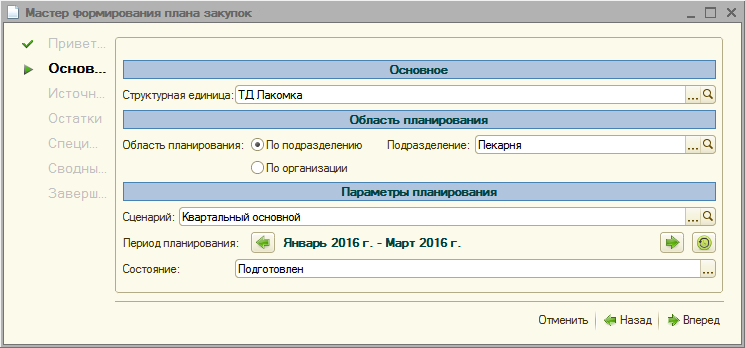 Мастер формирования плана закупок
Привет...
Основ...
Источн...
Остатки
Специ...
Сводны...
Заверш...
Основное
Структурная единица: ТД Лакомка ...
Область планирования
Область планирования: По подразделению Подразделение: Пекарня ...
По организации
Параметры планирования
Сценарий: Квартальный основной ...
Период планирования: Январь 2016 г. - Март 2016 г.
Состояние: Подготовлен ...
Отменить Назад Вперед